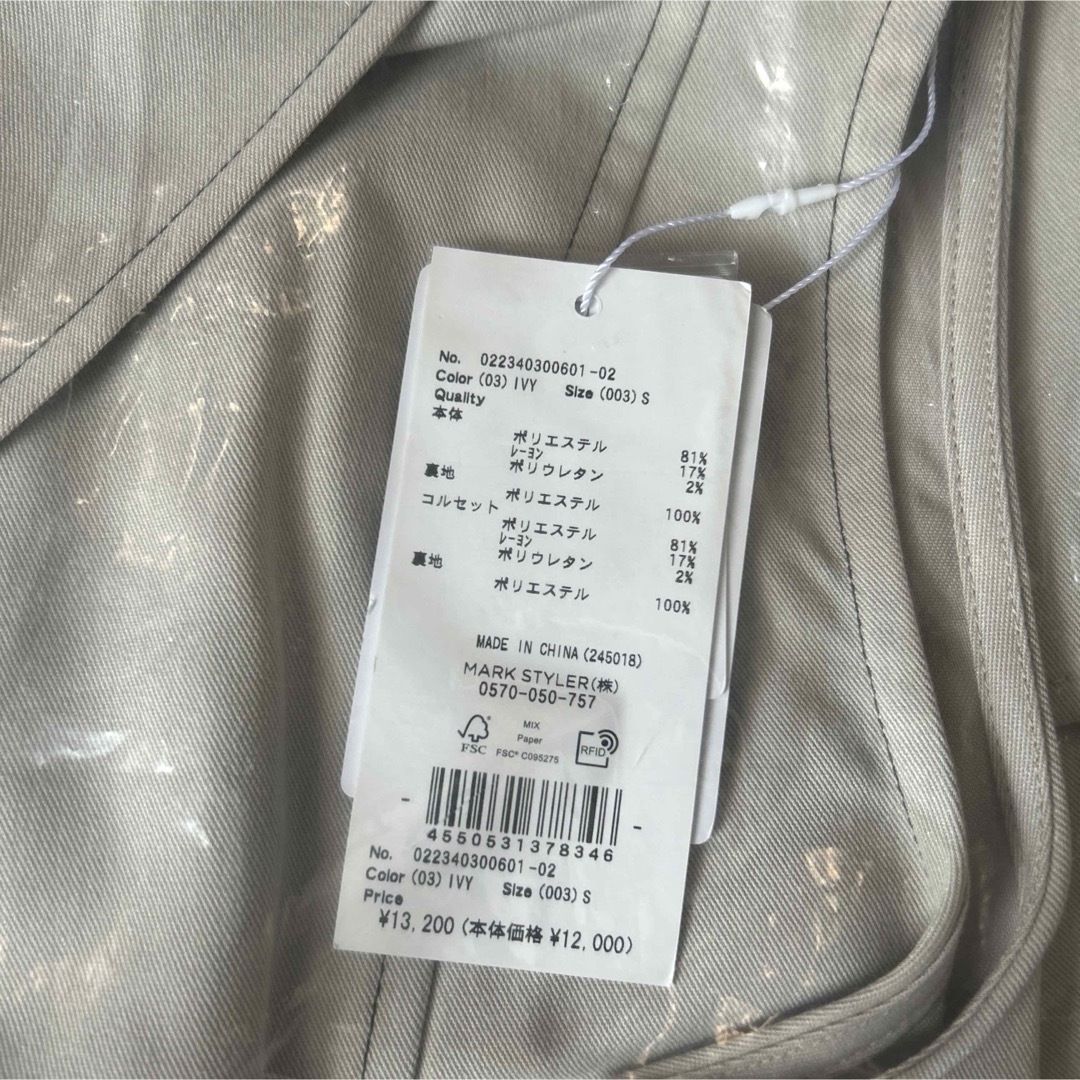 No. 022340300601-02
Color (03) IVY Size (003) S
Quality
本体
ポリエステル 81%
レーヨン 17%
ポリウレタン 2%
裏地
ポリエステル 100%
コルセット
ポリエステル 81%
レーヨン 17%
ポリウレタン 2%
裏地
ポリエステル 100%
MADE IN CHINA (245018)
MARK STYLER(株)
0570-050-757
FSC
MIX
Paper
FSC® C095275
RFID
4550531378346
No. 022340300601-02
Color (03) IVY Size (003) S
Price
¥13,200 (本体価格 ¥12,000)